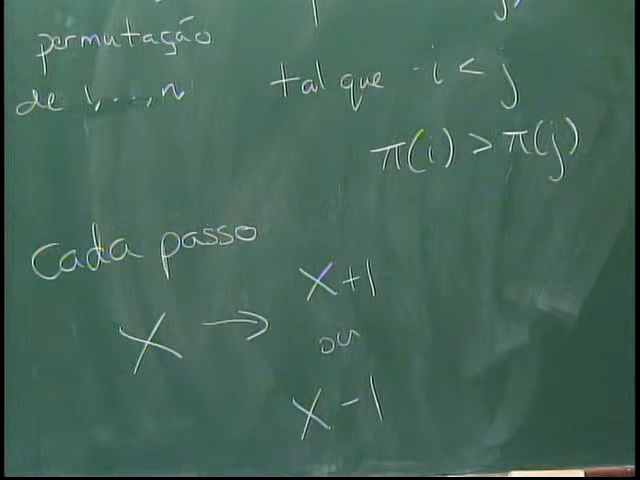 permutação
de 1,...,n
tal que i < j
π(i) > π(j)
cada passo
X → X+1
ou
X-1